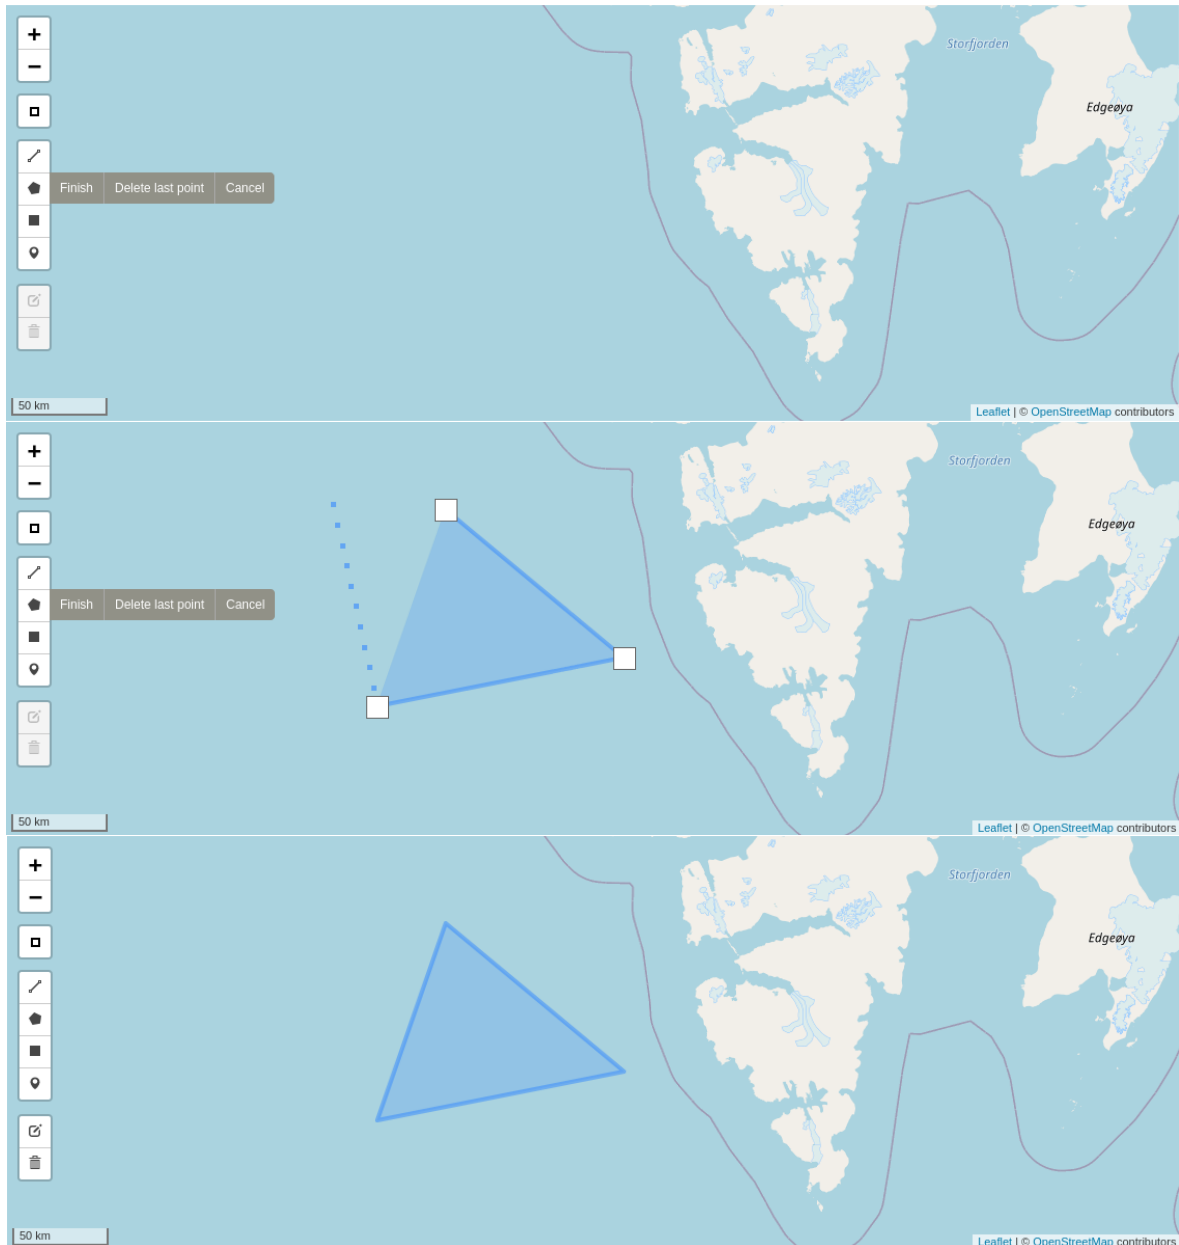 +
Storfjorden
−
Edgeøya
Finish Delete last point Cancel
50 km
Leaflet | © OpenStreetMap contributors
+
Storfjorden
−
Edgeøya
Finish Delete last point Cancel
50 km
Leaflet | © OpenStreetMap contributors
+
Storfjorden
−
Edgeøya
50 km
Leaflet | © OpenStreetMap contributors